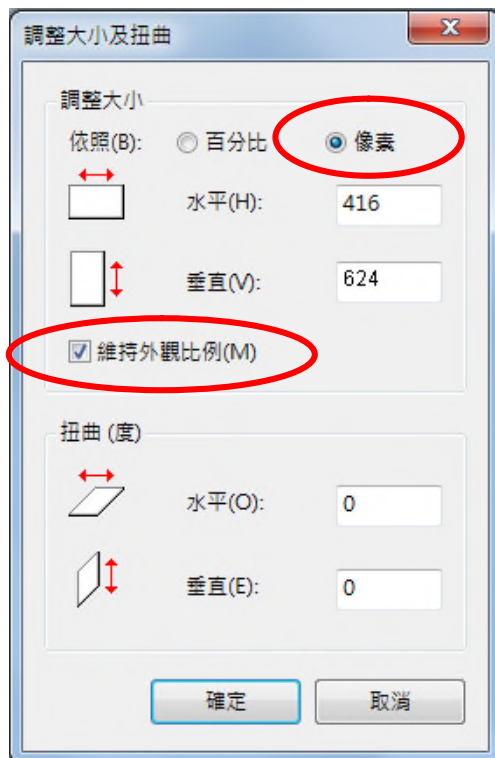 調整大小及扭曲
調整大小
依照(B): 百分比 像素
水平(H): 416
垂直(V): 624
維持外觀比例(M)
扭曲 (度)
水平(O): 0
垂直(E): 0
確定 取消